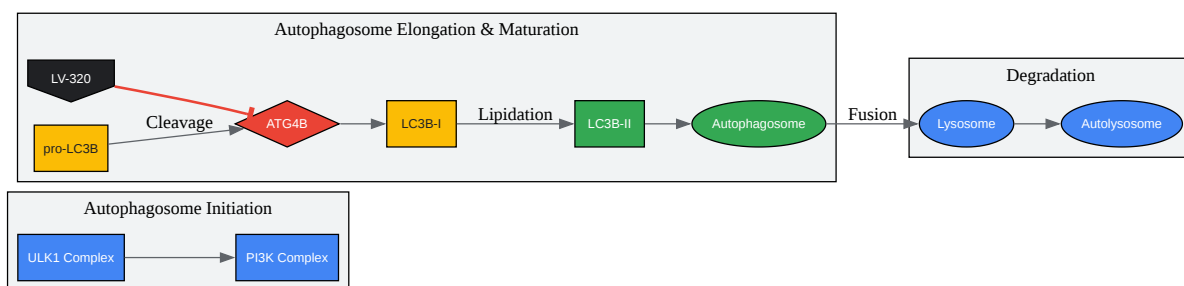 Autophagosome Elongation & Maturation
LV-320
pro-LC3B
Cleavage
ATG4B
LC3B-I
Lipidation
LC3B-II
Autophagosome
Fusion
Degradation
Lysosome
Autolysosome
Autophagosome Initiation
ULK1 Complex
PI3K Complex